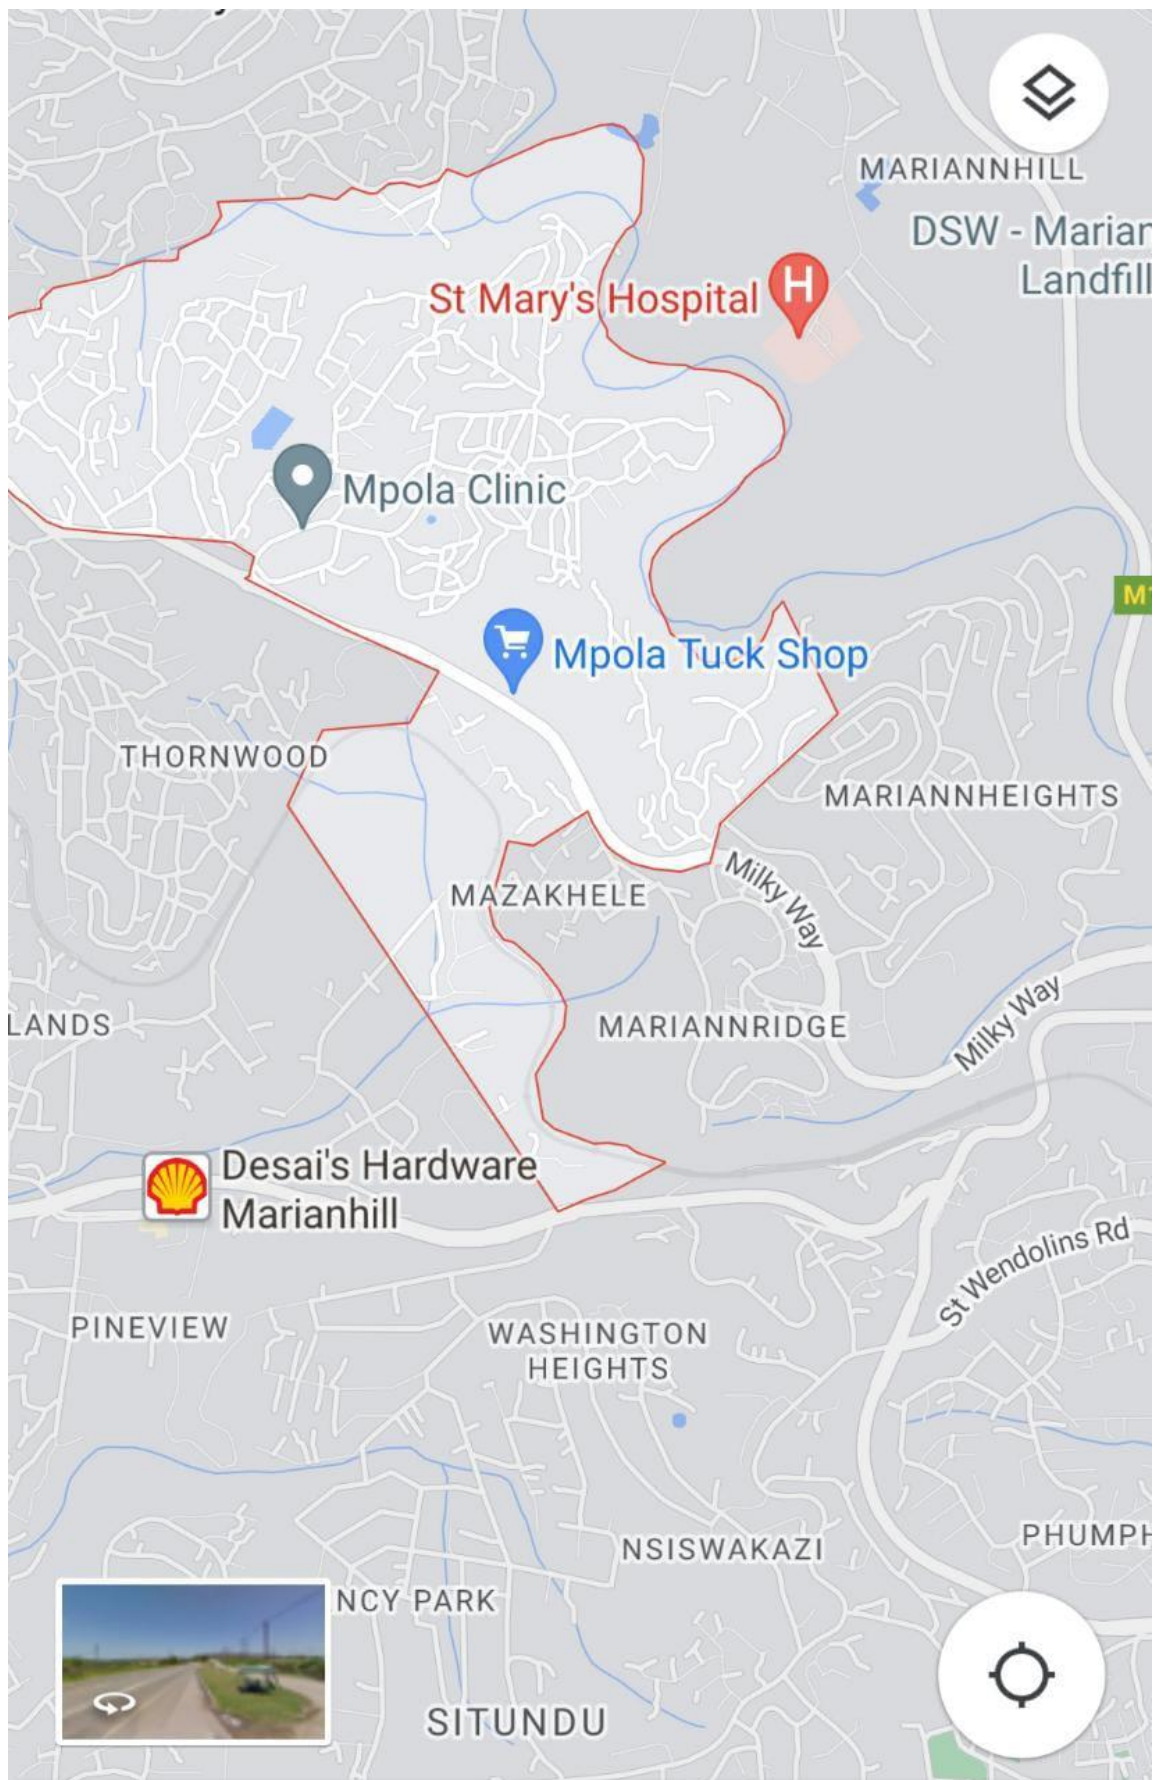 MARIANNHILL
DSW - Marian
Landfill
St Mary's Hospital
H
Mpola Clinic
M1
Mpola Tuck Shop
THORNWOOD
MARIANNHEIGHTS
Milky Way
MAZAKHELE
LANDS
MARIANNRIDGE
Milky Way
Desai's Hardware
Marianhill
St Wendolins Rd
PINEVIEW
WASHINGTON
HEIGHTS
NSISWAKAZI
PHUMPH
NCY PARK
SITUNDU